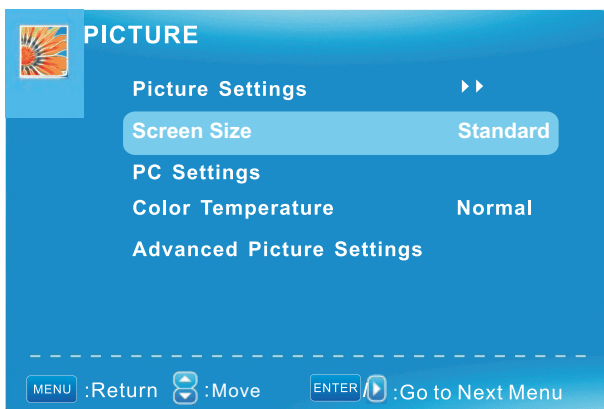 PICTURE
Picture Settings
Screen Size Standard
PC Settings
Color Temperature Normal
Advanced Picture Settings
MENU :Return :Move ENTER / :Go to Next Menu